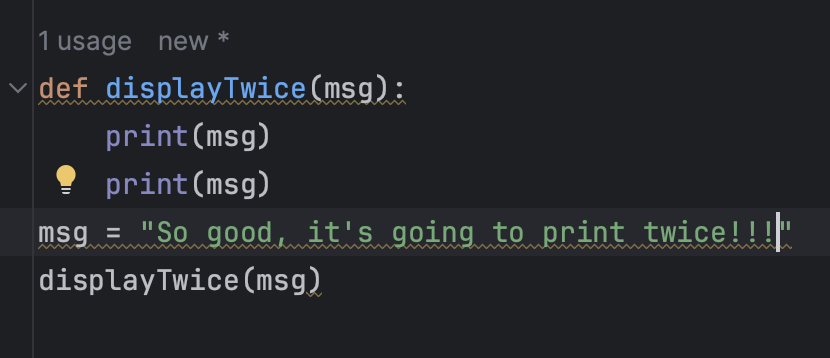 1 usage   new *
def displayTwice(msg):
    print(msg)
    print(msg)
msg = "So good, it's going to print twice!!!"
displayTwice(msg)